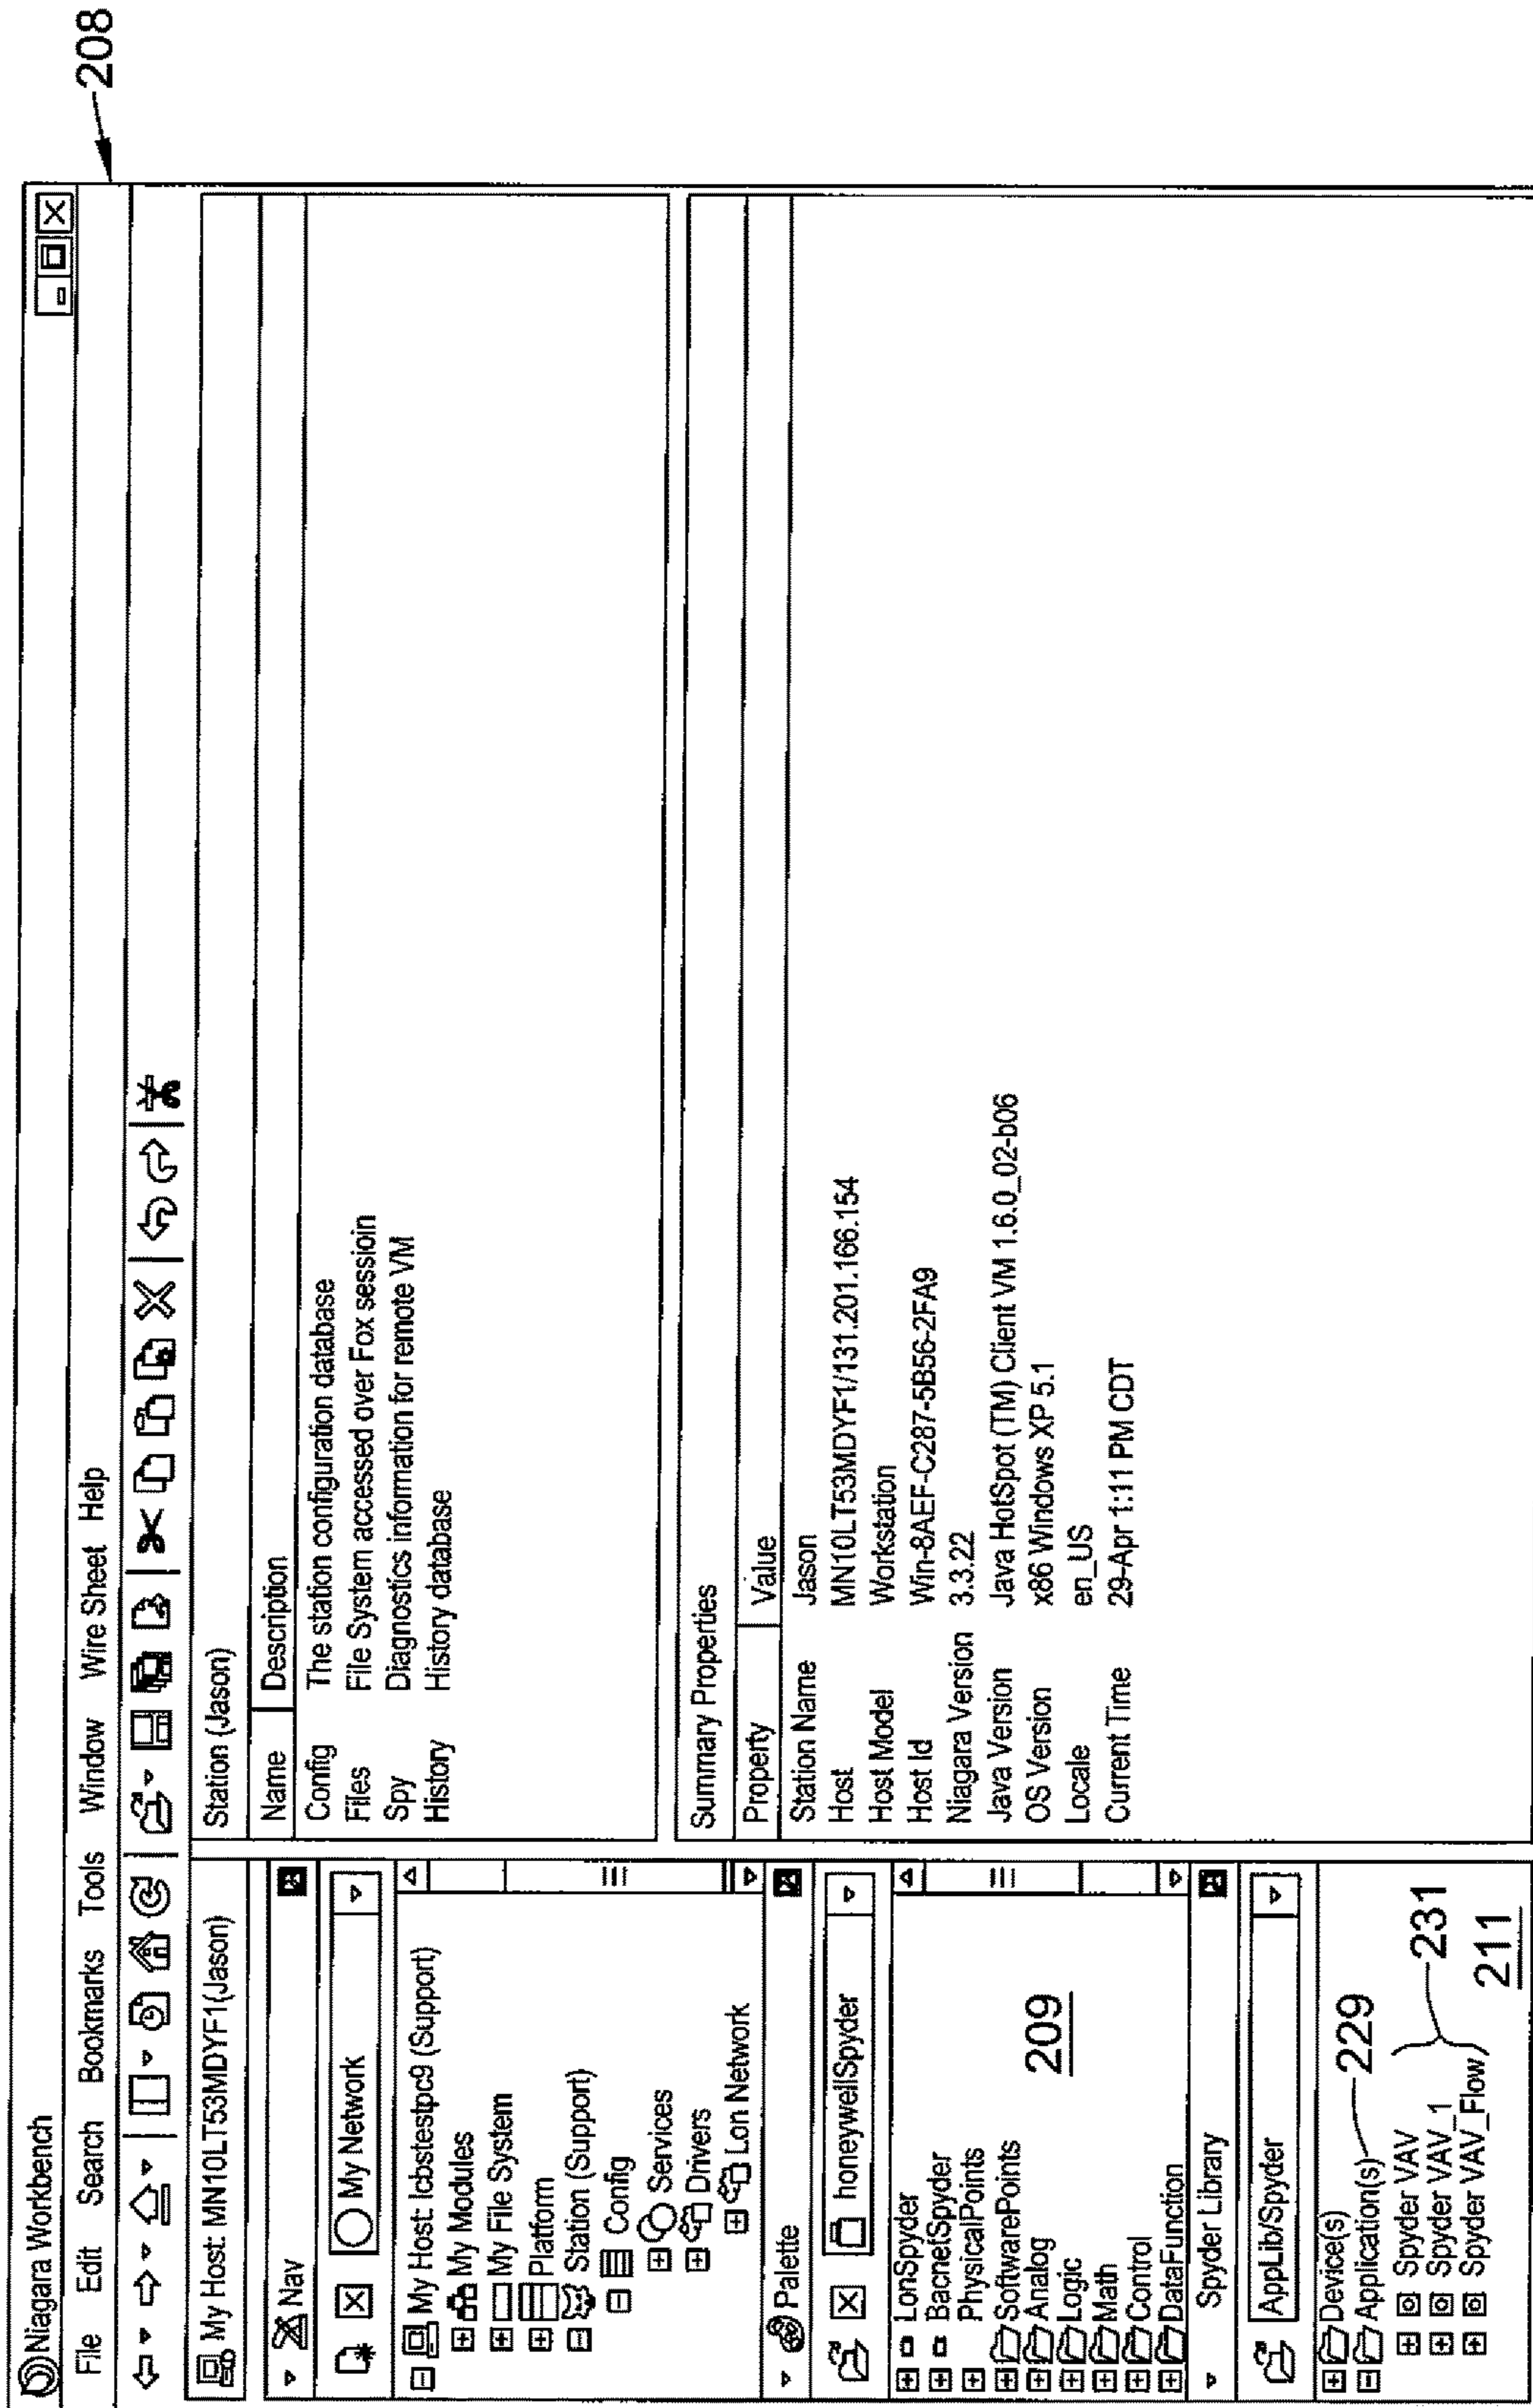 Niagara Workbench
File Edit Search Bookmarks Tools Window Wire Sheet Help
208
My Host: MN10LT53MDYF1(Jason)
Nav
My Network
My Host: Icbstestpc9 (Support)
My Modules
My File System
Platform
Station (Support)
Config
Services
Drivers
Lon Network
Palette
honeywellSpyder
LonSpyder
BacnetSpyder
PhysicalPoints
SoftwarePoints
Analog
Logic
Math
Control
DataFunction
209
Spyder Library
AppLib/Spyder
Device(s)
Application(s)
229
Spyder VAV
Spyder VAV_1
Spyder VAV_Flow
231
211
Station (Jason)
Name Description
Config The station configuration database
Files File System accessed over Fox sessioin
Spy Diagnostics information for remote VM
History History database
Summary Properties
Property Value
Station Name Jason
Host MN10LT53MDYF1/131.201.166.154
Host Model Workstation
Host Id Win-8AEF-C287-5B56-2FA9
Niagara Version 3.3.22
Java Version Java HotSpot (TM) Client VM 1.6.0_02-b06
OS Version x86 Windows XP 5.1
Locale en_US
Current Time 29-Apr 1:11 PM CDT